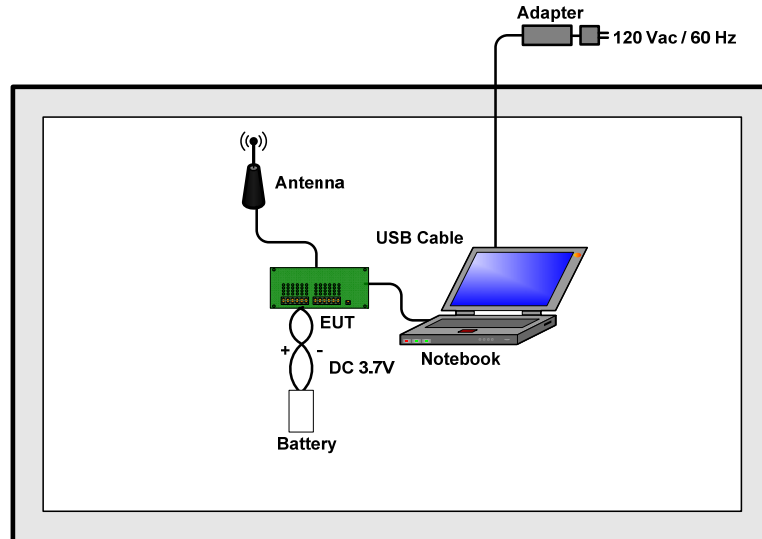 Adapter
120 Vac / 60 Hz
Antenna
USB Cable
EUT
+ -
DC 3.7V
Notebook
Battery